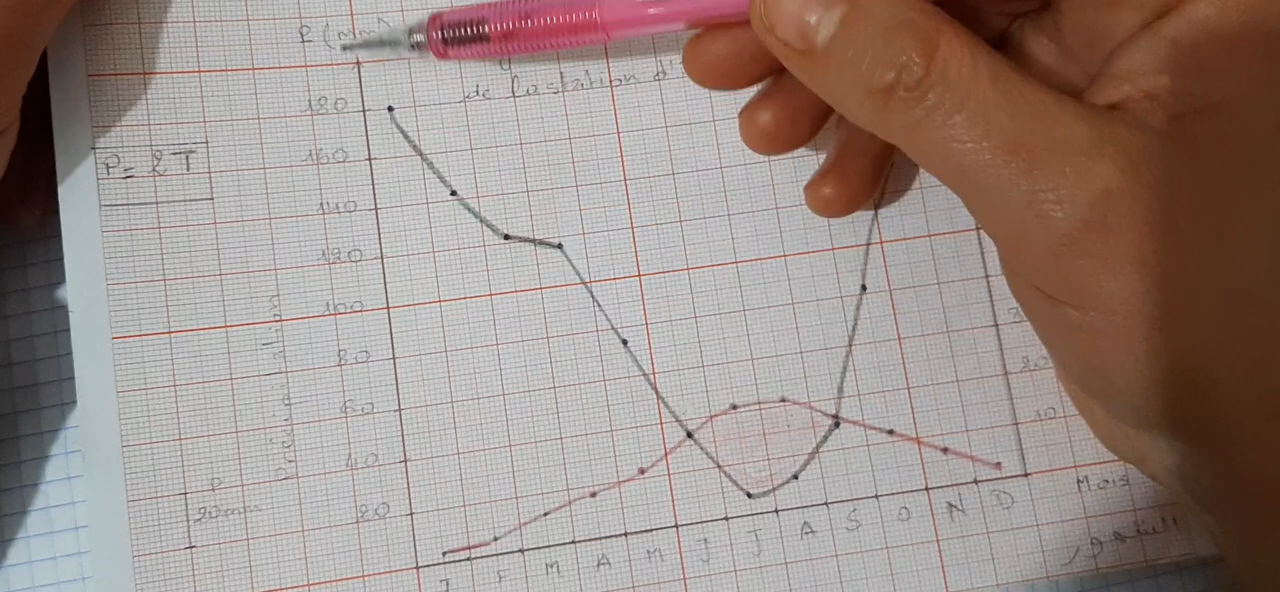 P (mm)
de la station d'
180
P = 2T
160
140
120
100
80
20
60
10
40
Mois
20mm
20
J F M A M J J A S O N D